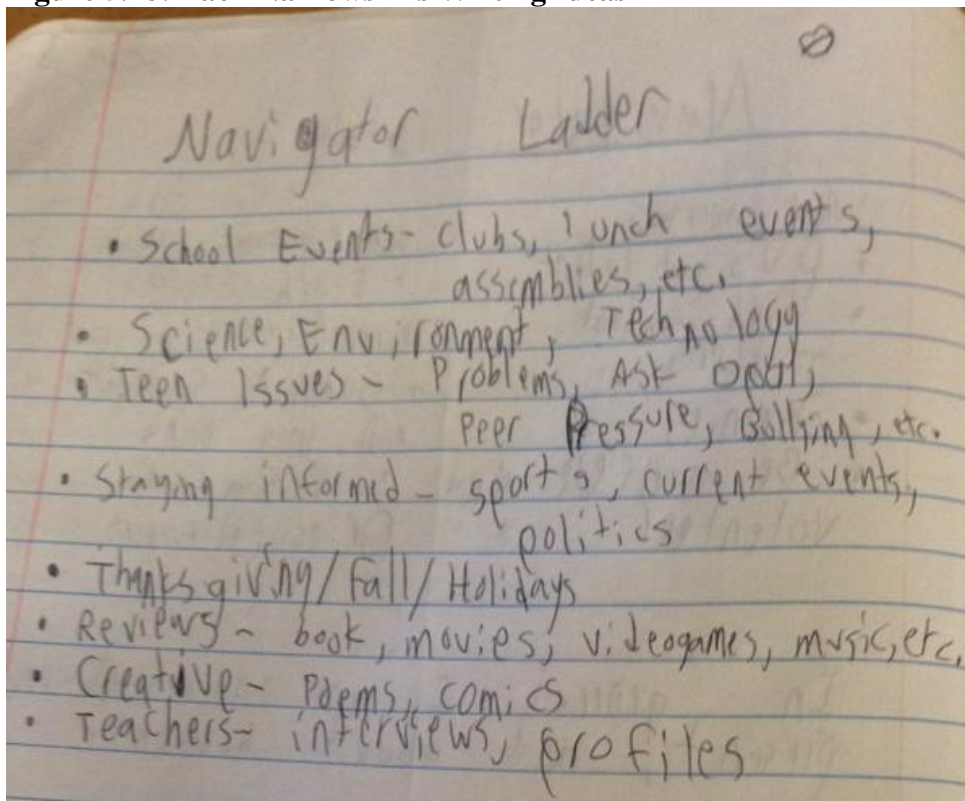 Navigator Ladder
• School Events- clubs, lunch events,
assemblies, etc.
• Science, Environment, Technology
• Teen Issues- Problems, Ask Opal,
Peer Pressure, Bullying, etc.
• Staying informed- sports, current events,
politics
• Thanksgiving/Fall/Holidays
• Reviews- book, movies, videogames, music, etc.
• Creative- Poems, comics
• Teachers- interviews, profiles